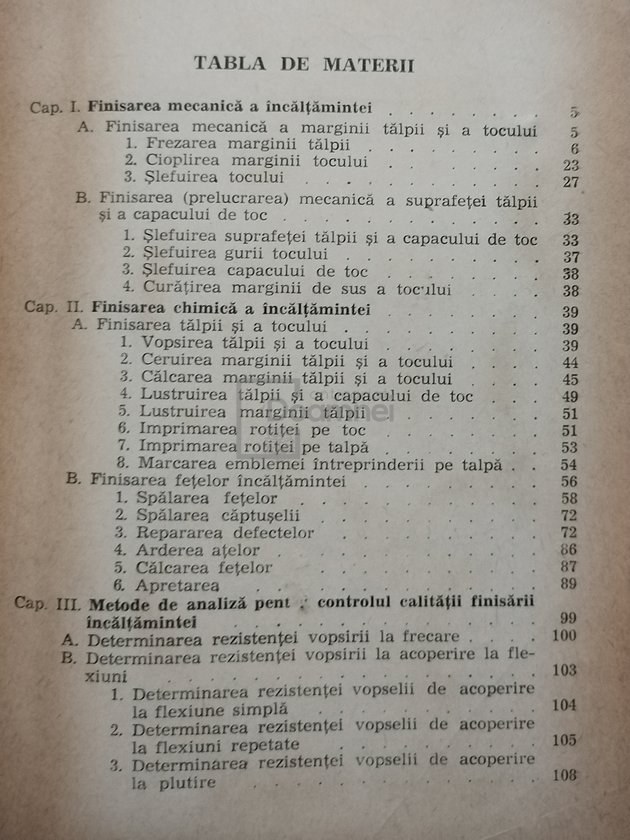 TABLA DE MATERII
Cap. I. Finisarea mecanică a încălțămintei . . . . . . . 5
A. Finisarea mecanică a marginii tălpii și a tocului 5
1. Frezarea marginii tălpii . . . . . . . 6
2. Cioplirea marginii tocului . . . . . . 23
3. Șlefuirea tocului . . . . . . . . 27
B. Finisarea (prelucrarea) mecanică a suprafeței tălpii
și a capacului de toc . . . . . . . . . 33
1. Șlefuirea suprafeței tălpii și a capacului de toc 33
2. Șlefuirea gurii tocului . . . . . . . 37
3. Șlefuirea capacului de toc . . . . . . 38
4. Curățirea marginii de sus a tocului . . . . 38
Cap. II. Finisarea chimică a încălțămintei . . . . . . . 39
A. Finisarea tălpii și a tocului . . . . . . . 39
1. Vopsirea tălpii și a tocului . . . . . . 39
2. Ceruirea marginii tălpii și a tocului . . . . 44
3. Călcarea marginii tălpii și a tocului . . . . 45
4. Lustruirea tălpii și a capacului de toc . . . 49
5. Lustruirea marginii tălpii . . . . . . 51
6. Imprimarea rotiței pe toc . . . . . . 51
7. Imprimarea rotiței pe talpă . . . . . . 53
8. Marcarea emblemei întreprinderii pe talpă . . 54
B. Finisarea fețelor încălțămintei . . . . . . . 56
1. Spălarea fețelor . . . . . . . . 58
2. Spălarea căptușelii . . . . . . . . 72
3. Repararea defectelor . . . . . . . 72
4. Arderea ațelor . . . . . . . . . 86
5. Călcarea fețelor . . . . . . . . 87
6. Apretarea . . . . . . . . . . 89
Cap. III. Metode de analiză pent controlul calității finisării
încălțămintei . . . . . . . . . . . 99
A. Determinarea rezistenței vopsirii la frecare . . . . 100
B. Determinarea rezistenței vopsirii la acoperire la fle-
xiuni . . . . . . . . . . . . . 103
1. Determinarea rezistenței vopselii de acoperire
la flexiune simplă . . . . . . . . 104
2. Determinarea rezistenței vopselii de acoperire
la flexiuni repetate . . . . . . . 105
3. Determinarea rezistenței vopselii de acoperire
la plutire . . . . . . . . . . 108